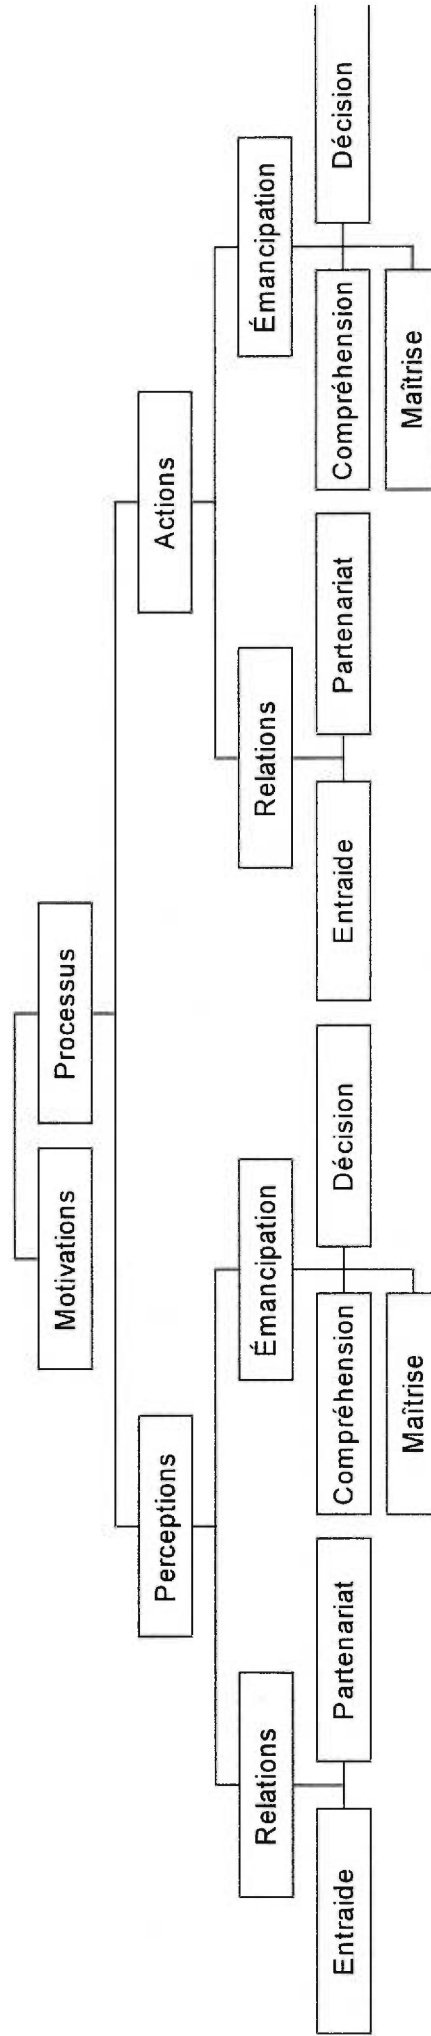 Motivations
Processus
Perceptions
Actions
Relations
Émancipation
Relations
Émancipation
Entraide
Partenariat
Compréhension
Décision
Entraide
Partenariat
Compréhension
Décision
Maîtrise
Maîtrise